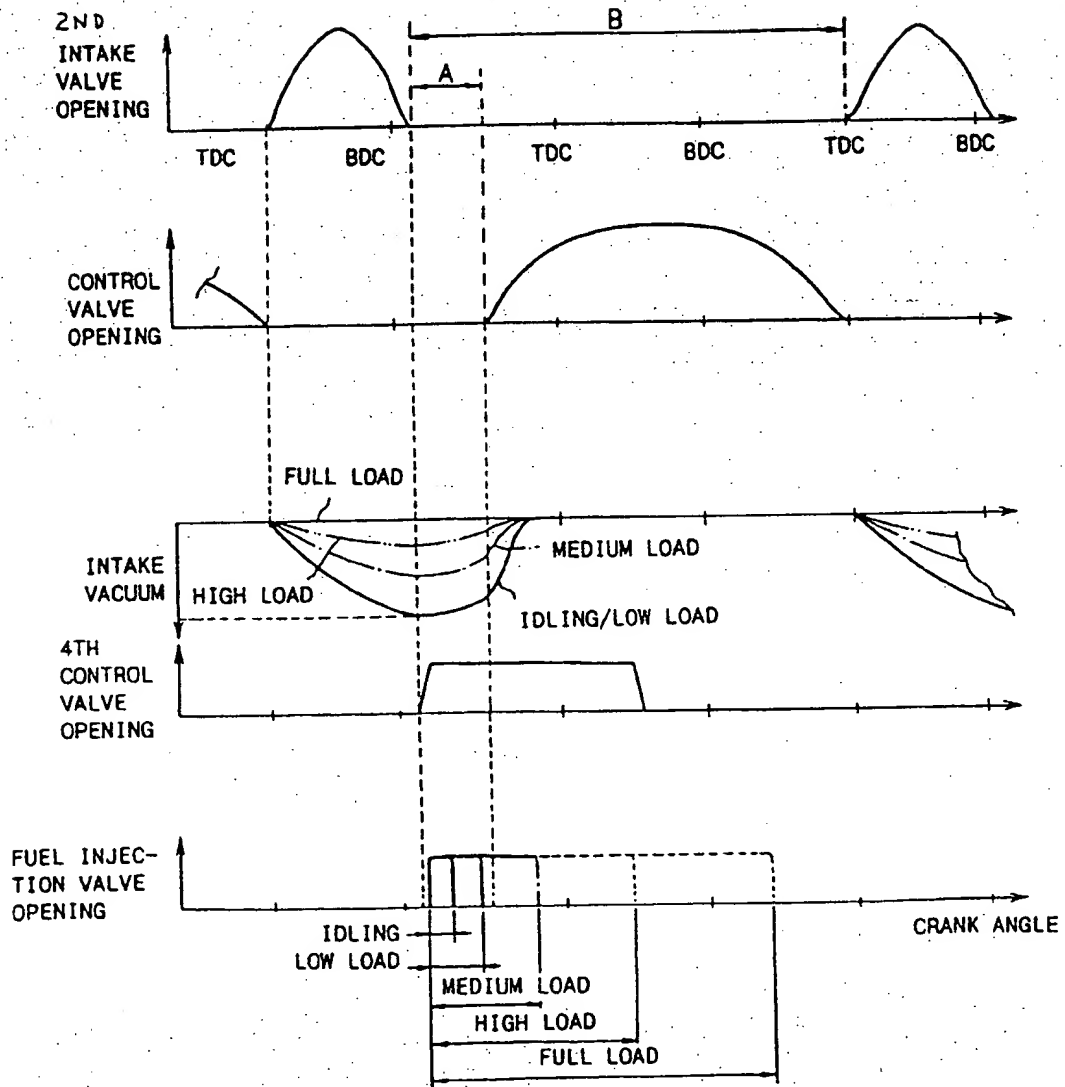 2ND
INTAKE
VALVE
OPENING
B
A
TDC
BDC
TDC
BDC
TDC
BDC
CONTROL
VALVE
OPENING
FULL LOAD
INTAKE
VACUUM
HIGH LOAD
MEDIUM LOAD
IDLING/LOW LOAD
4TH
CONTROL
VALVE
OPENING
FUEL INJEC-
TION VALVE
OPENING
CRANK ANGLE
IDLING
LOW LOAD
MEDIUM LOAD
HIGH LOAD
FULL LOAD